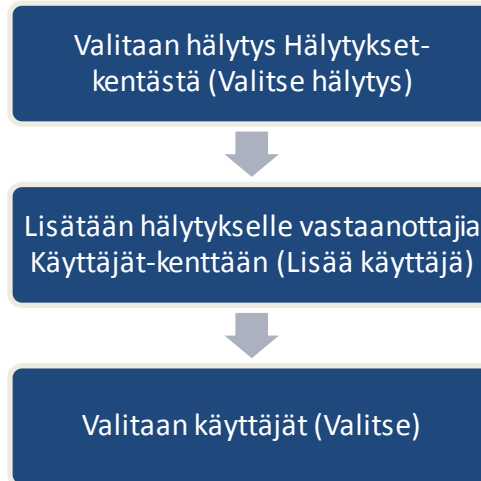 Valitaan hälytys Hälytykset-
kentästä (Valitse hälytys)
Lisätään hälytykselle vastaanottajia
Käyttäjät-kenttään (Lisää käyttäjä)
Valitaan käyttäjät (Valitse)